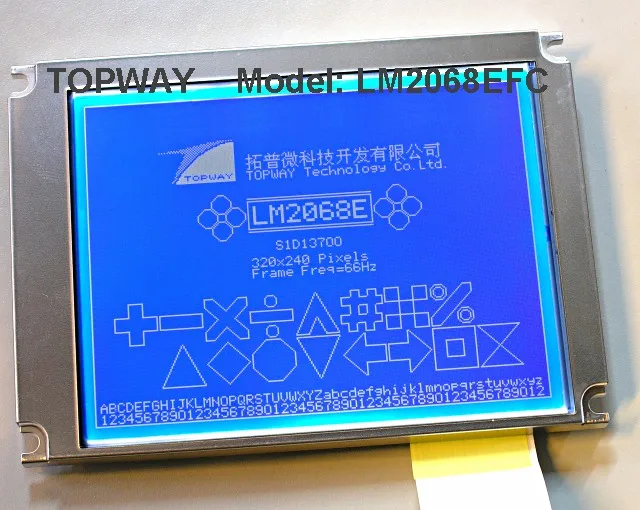 TOPWAY Model: LM2068EFC
TOPWAY
拓普微科技开发有限公司
TOPWAY Technology Co.Ltd.
LM2068E
S1D13700
320x240 Pixels
Frame Freq=66Hz
ABCDEFGHIJKLMNOPQRSTUVWXYZabcdefghijklmnopqrstuvwxyz
1234567890123456789012345678901234567890123456789012